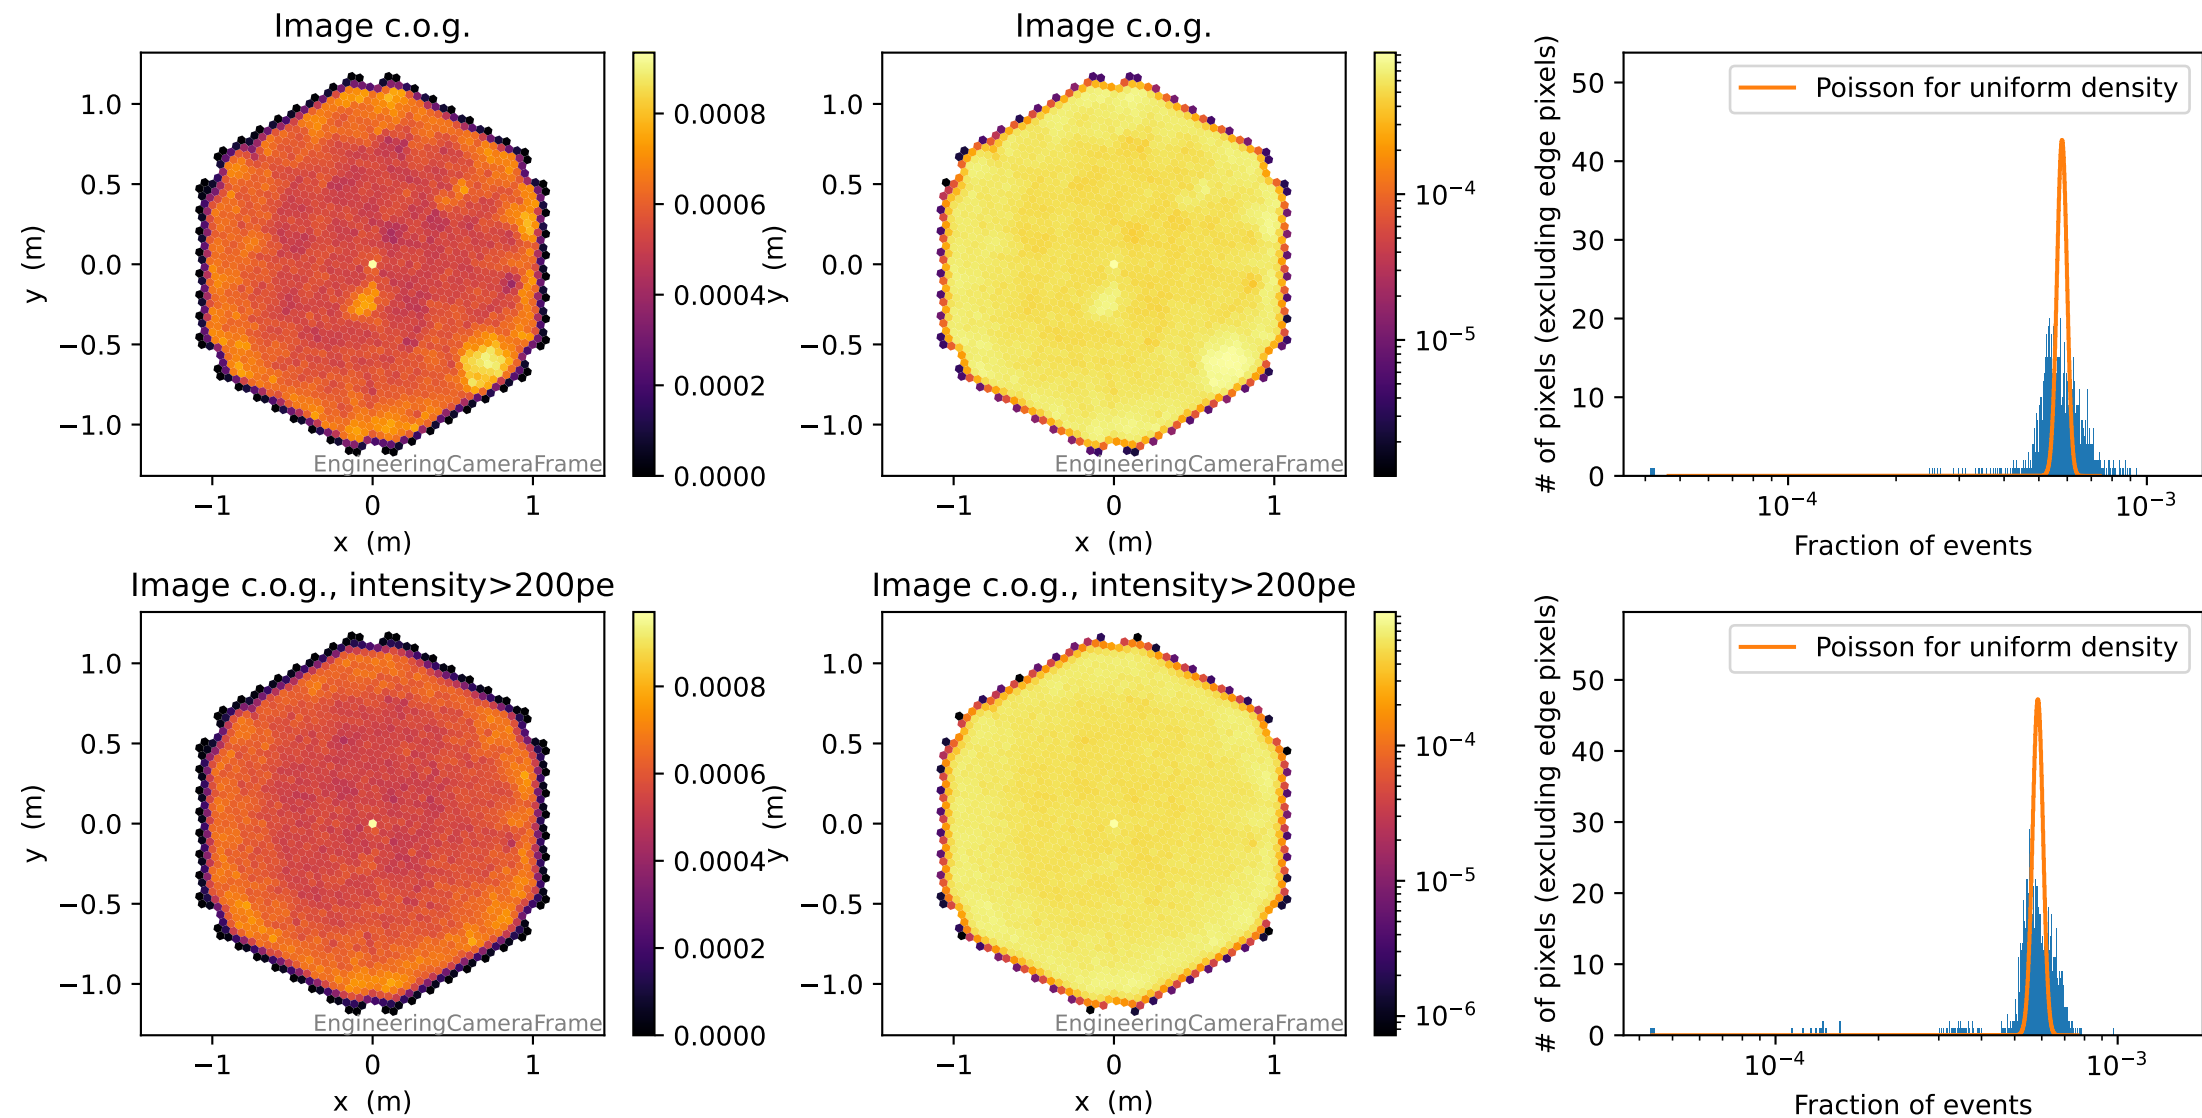 Image c.o.g.
y (m)
1.0
0.5
0.0
−0.5
−1.0
EngineeringCameraFrame
−1
0
1
x (m)
0.0008
0.0006
0.0004
0.0002
0.0000
Image c.o.g.
y (m)
1.0
0.5
0.0
−0.5
−1.0
EngineeringCameraFrame
−1
0
1
x (m)
10−4
10−5
# of pixels (excluding edge pixels)
50
40
30
20
10
0
Poisson for uniform density
10−4
10−3
Fraction of events
Image c.o.g., intensity>200pe
y (m)
1.0
0.5
0.0
−0.5
−1.0
EngineeringCameraFrame
−1
0
1
x (m)
0.0008
0.0006
0.0004
0.0002
0.0000
Image c.o.g., intensity>200pe
y (m)
1.0
0.5
0.0
−0.5
−1.0
EngineeringCameraFrame
−1
0
1
x (m)
10−4
10−5
10−6
# of pixels (excluding edge pixels)
50
40
30
20
10
0
Poisson for uniform density
10−4
10−3
Fraction of events